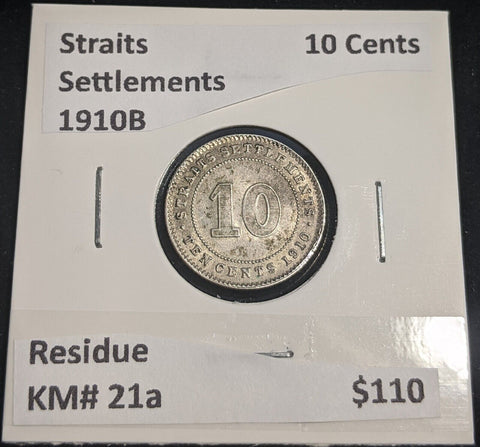 Straits 10 Cents
Settlements
1910B
STRAITS SETTLEMENTS
10
TEN CENTS 1910
Residue
KM# 21a $110